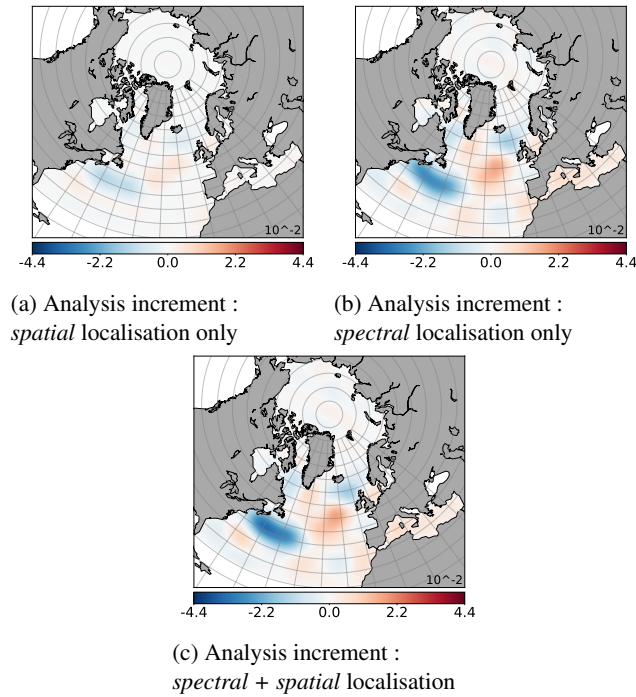 10^-2
-4.4 -2.2 0.0 2.2 4.4
(a) Analysis increment :
spatial localisation only
10^-2
-4.4 -2.2 0.0 2.2 4.4
(b) Analysis increment :
spectral localisation only
10^-2
-4.4 -2.2 0.0 2.2 4.4
(c) Analysis increment :
spectral + spatial localisation